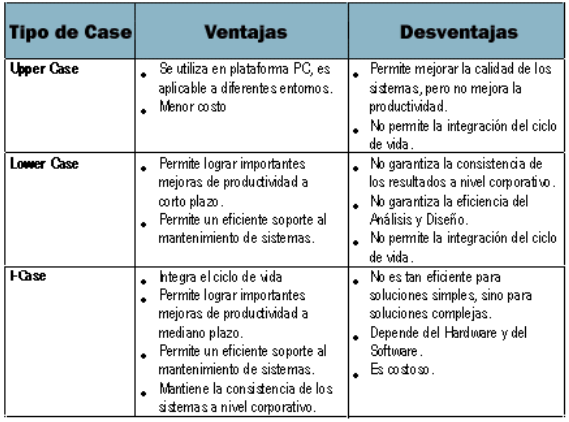 Tipo de Case Ventajas Desventajas
Upper Case
Se utiliza en plataforma PC, es
aplicable a diferentes entornos.
Menor costo
Permite mejorar la calidad de los
sistemas, pero no mejora la
productividad.
No permite la integración del ciclo
de vida.
Lower Case
Permite lograr importantes
mejoras de productividad a
corto plazo.
Permite un eficiente soporte al
mantenimiento de sistemas.
No garantiza la consistencia de
los resultados a nivel corporativo.
No garantiza la eficiencia del
Análisis y Diseño.
No permite la integración del ciclo
de vida.
I-Case
Integra el ciclo de vida
Permite lograr importantes
mejoras de productividad a
mediano plazo.
Permite un eficiente soporte al
mantenimiento de sistemas.
Mantiene la consistencia de los
sistemas a nivel corporativo.
No es tan eficiente para
soluciones simples, sino para
soluciones complejas.
Depende del Hardware y del
Software.
Es costoso.